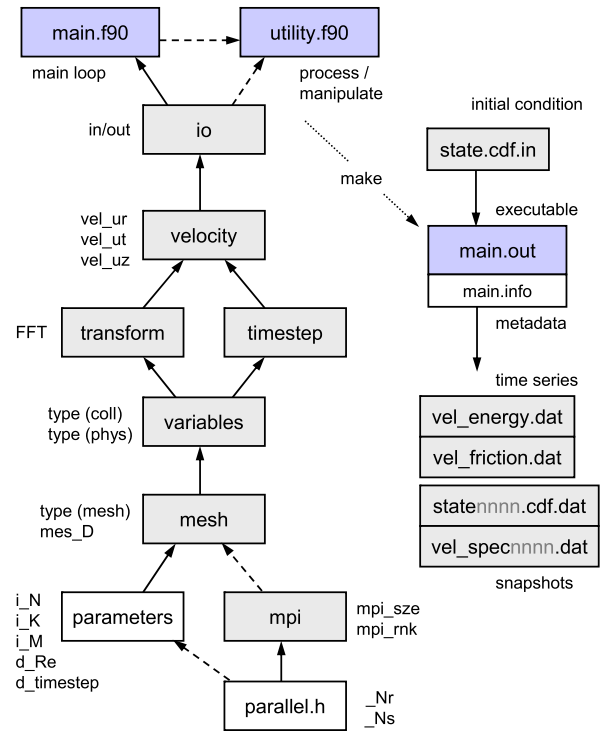 main.f90
utility.f90
main loop
process /
manipulate
in/out
io
make
initial condition
state.cdf.in
executable
main.out
main.info
metadata
vel_ur
vel_ut
vel_uz
velocity
FFT
transform
timestep
time series
vel_energy.dat
vel_friction.dat
statennnn.cdf.dat
vel_specnnnn.dat
snapshots
type (coll)
type (phys)
variables
type (mesh)
mes_D
mesh
i_N
i_K
i_M
d_Re
d_timestep
parameters
mpi
mpi_sze
mpi_rnk
parallel.h
_Nr
_Ns